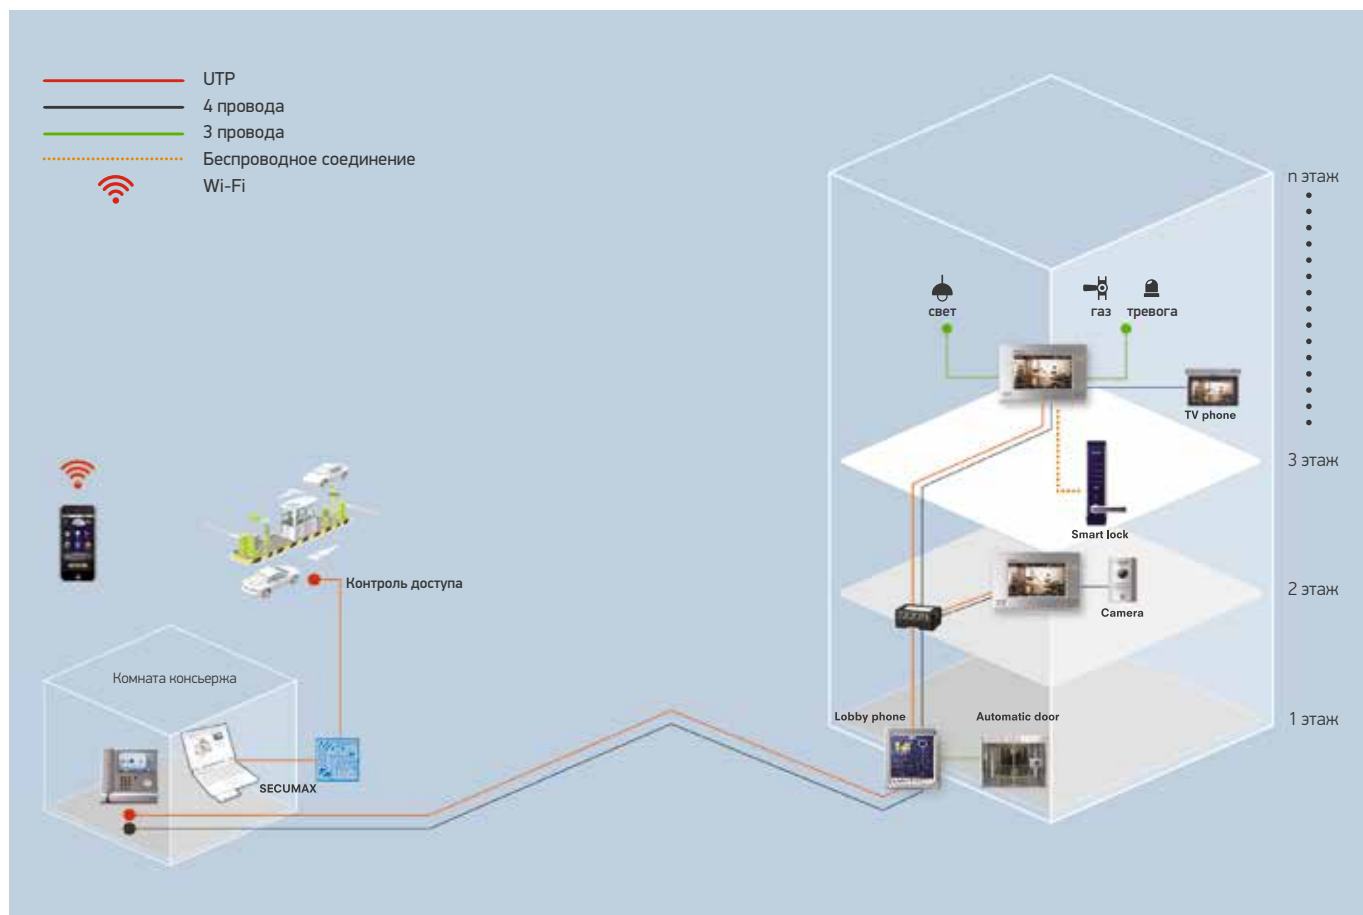 UTP
4 провода
3 провода
Беспроводное соединение
Wi-Fi
n этаж
свет
газ
тревога
TV phone
3 этаж
Smart lock
Контроль доступа
2 этаж
Camera
Комната консьержа
Lobby phone
Automatic door
1 этаж
SECUMAX